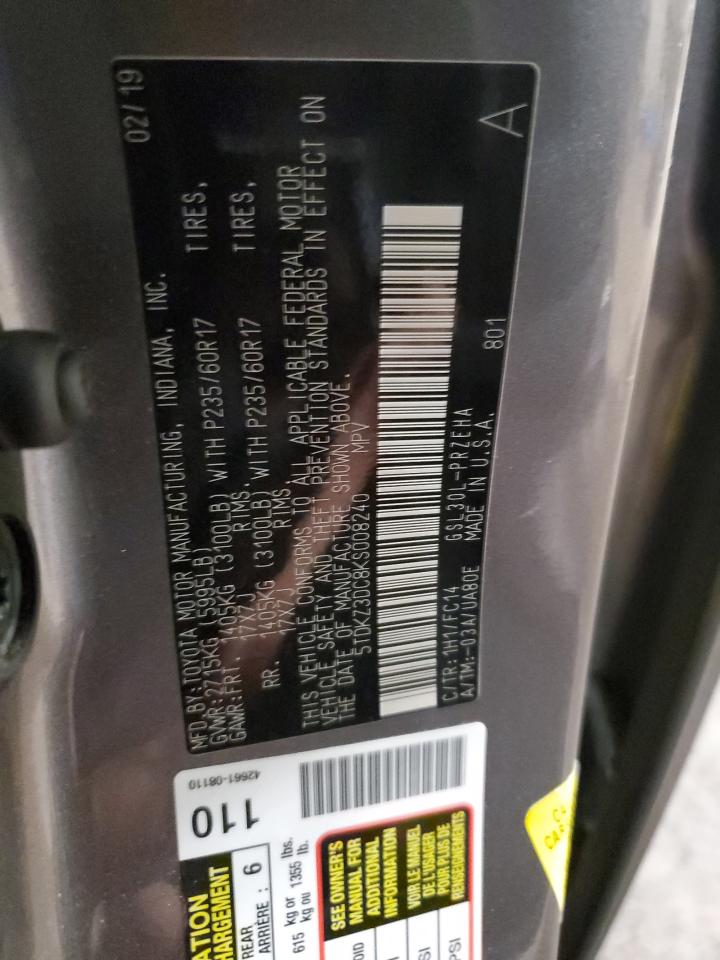 MFD.BY:TOYOTA MOTOR MANUFACTURING, INDIANA, INC. 02/19
GVWR:2715KG (5995LB)
GAWR:FRT. 1405KG (3100LB) WITH P235/60R17 TIRES,
17X7J RIMS.
RR. 1405KG (3100LB) WITH P235/60R17 TIRES,
17X7J RIMS.
THIS VEHICLE CONFORMS TO ALL APPLICABLE FEDERAL MOTOR
VEHICLE SAFETY AND THEFT PREVENTION STANDARDS IN EFFECT ON
THE DATE OF MANUFACTURE SHOWN ABOVE.
5TDKZ3DC8KS008240 MPV
C/TR:1H1/FC14 GSL30L-PRZEHA
A/TM:-03A/UA80E MADE IN U.S.A. 801
A
110
42661-08110
ATION
HARGEMENT
REAR
ARRIÈRE : 6
615 kg or 1355 lbs.
kg ou lb.
SEE OWNER'S
MANUAL FOR
ADDITIONAL
INFORMATION
VOIR LE MANUEL
DE L'USAGER
POUR PLUS DE
RENSEIGNEMENTS
OID
SI
PSI